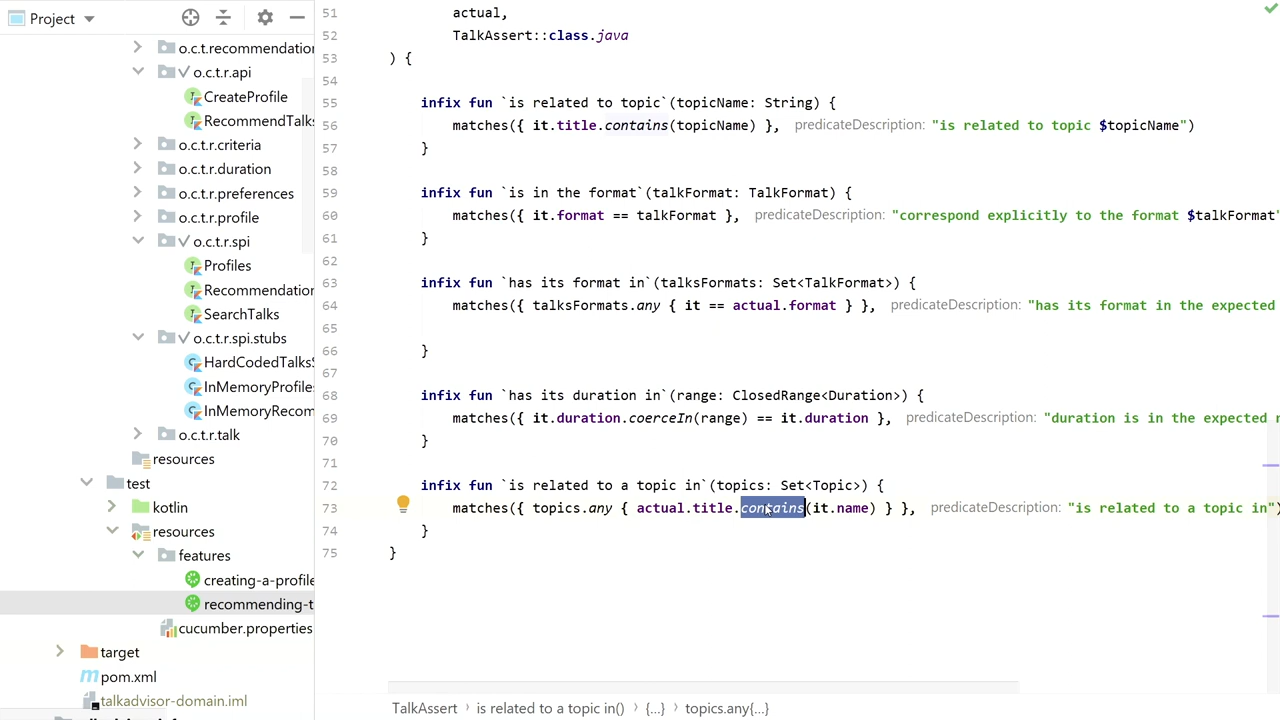 Project
o.c.t.recommendation
o.c.t.r.api
CreateProfile
RecommendTalks
o.c.t.r.criteria
o.c.t.r.duration
o.c.t.r.preferences
o.c.t.r.profile
o.c.t.r.spi
Profiles
Recommendation
SearchTalks
o.c.t.r.spi.stubs
HardCodedTalksS
InMemoryProfiles
InMemoryRecom
o.c.t.r.talk
resources
test
kotlin
resources
features
creating-a-profile
recommending-t
cucumber.properties
target
pom.xml
talkadvisor-domain.iml
51 actual,
52 TalkAssert::class.java
53 ) {
54
55 infix fun `is related to topic`(topicName: String) {
56 matches({ it.title.contains(topicName) }, predicateDescription: "is related to topic $topicName")
57 }
58
59 infix fun `is in the format`(talkFormat: TalkFormat) {
60 matches({ it.format == talkFormat }, predicateDescription: "correspond explicitly to the format $talkFormat"
61 }
62
63 infix fun `has its format in`(talksFormats: Set<TalkFormat>) {
64 matches({ talksFormats.any { it == actual.format } }, predicateDescription: "has its format in the expected
65
66 }
67
68 infix fun `has its duration in`(range: ClosedRange<Duration>) {
69 matches({ it.duration.coerceIn(range) == it.duration }, predicateDescription: "duration is in the expected r
70 }
71
72 infix fun `is related to a topic in`(topics: Set<Topic>) {
73 matches({ topics.any { actual.title.contains(it.name) } }, predicateDescription: "is related to a topic in")
74 }
75 }
TalkAssert › is related to a topic in() › {...} › topics.any{...}